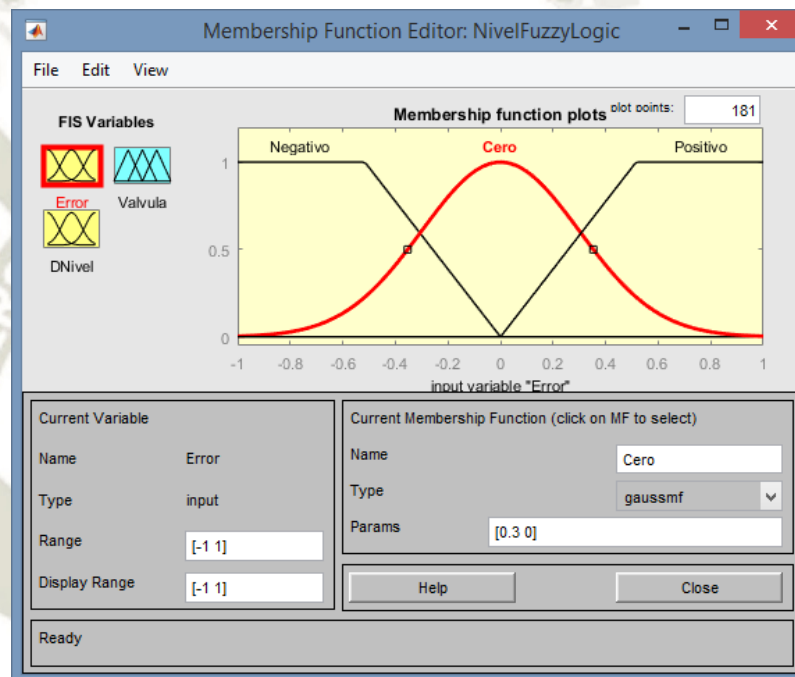 Membership Function Editor: NivelFuzzyLogic
File Edit View
FIS Variables
Error
Valvula
DNivel
Membership function plots
plot points:
181
Negativo
Cero
Positivo
1
0.5
0
-1 -0.8 -0.6 -0.4 -0.2 0 0.2 0.4 0.6 0.8 1
input variable "Error"
Current Variable
Name Error
Type input
Range [-1 1]
Display Range [-1 1]
Current Membership Function (click on MF to select)
Name Cero
Type gaussmf
Params [0.3 0]
Help Close
Ready